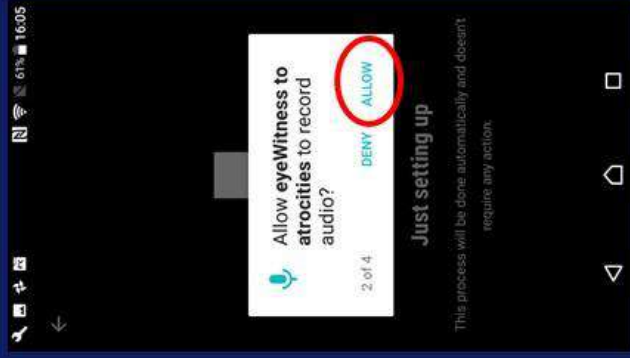 61% 16:05
Allow eyeWitness to
atrocities to record
audio?
2 of 4 DENY ALLOW
Just setting up
This process will be done automatically and doesn't
require any action.